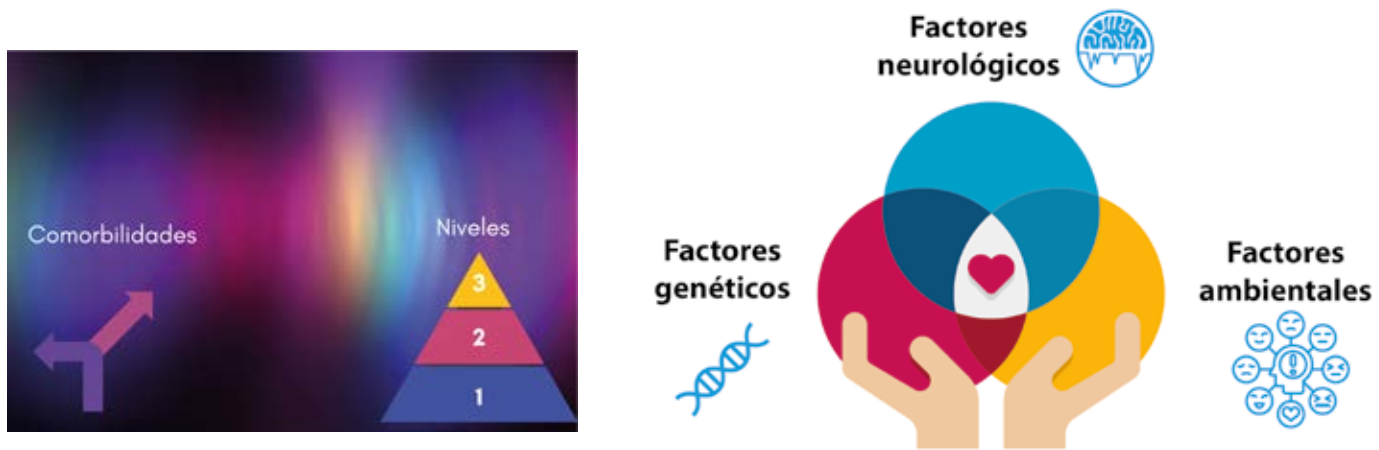 Comorbilidades
Niveles
3
2
1
Factores
neurológicos
Factores
genéticos
Factores
ambientales